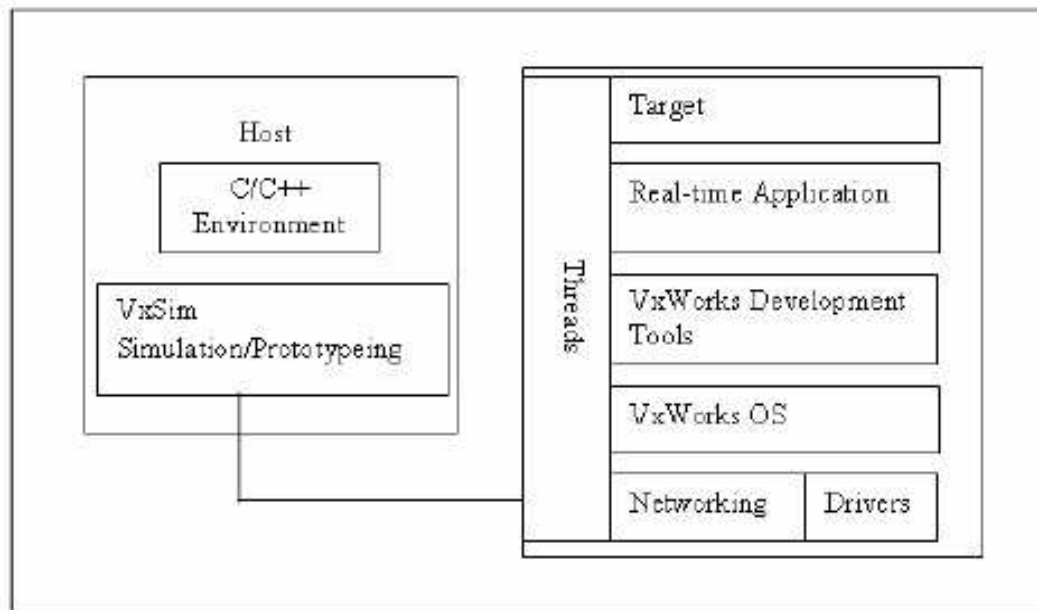 Host
C/C++
Environment
VxSim
Simulation/Prototypeing
Threads
Target
Real-time Application
VxWorks Development
Tools
VxWorks OS
Networking
Drivers